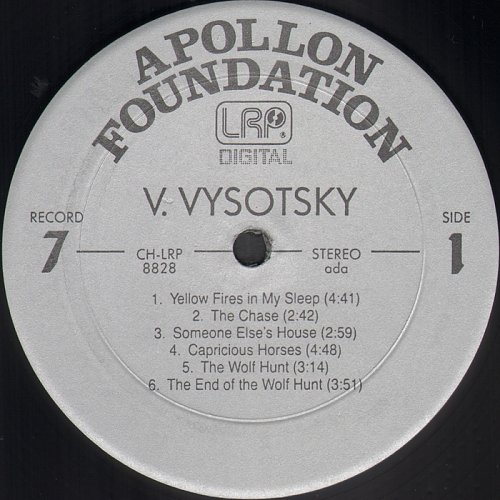 APOLLON
FOUNDATION
LRP®
DIGITAL
V. VYSOTSKY
RECORD
7
SIDE
1
CH-LRP
8828
STEREO
ada
1. Yellow Fires in My Sleep (4:41)
2. The Chase (2:42)
3. Someone Else's House (2:59)
4. Capricious Horses (4:48)
5. The Wolf Hunt (3:14)
6. The End of the Wolf Hunt (3:51)